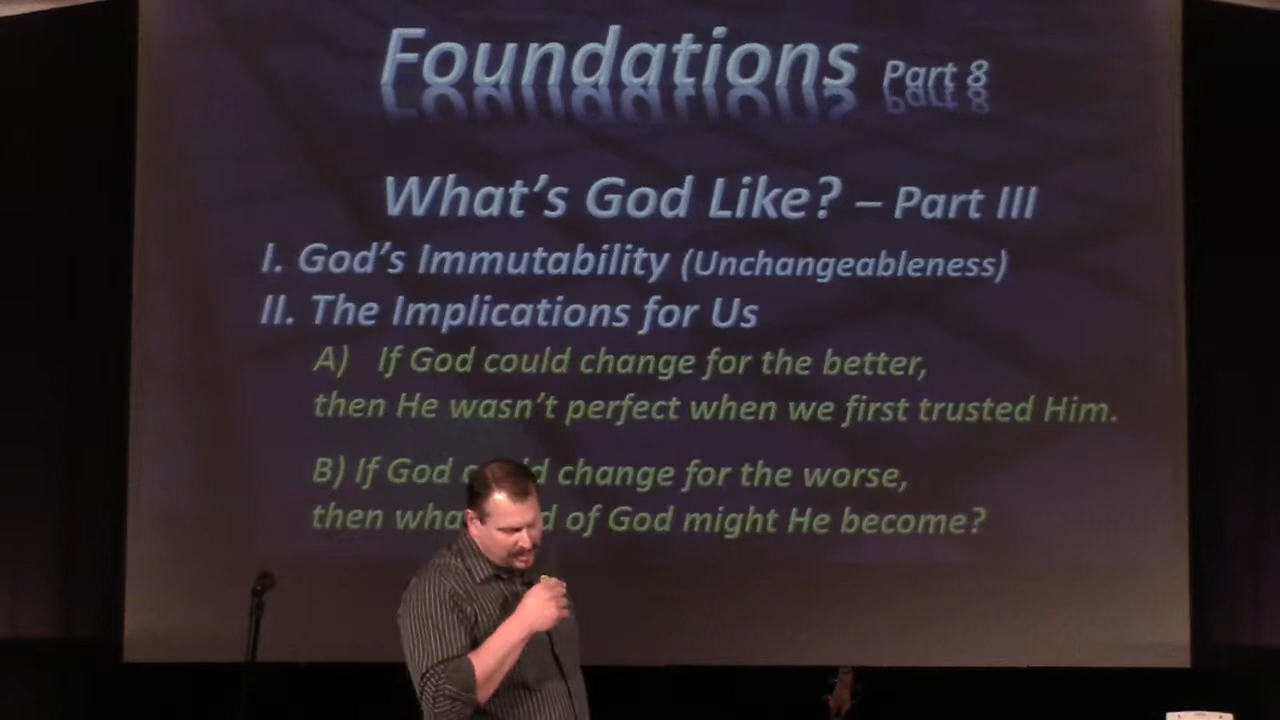 Foundations Part 8
What's God Like? – Part III
I. God's Immutability (Unchangeableness)
II. The Implications for Us
A) If God could change for the better,
then He wasn't perfect when we first trusted Him.
B) If God change for the worse,
then of God might He become?